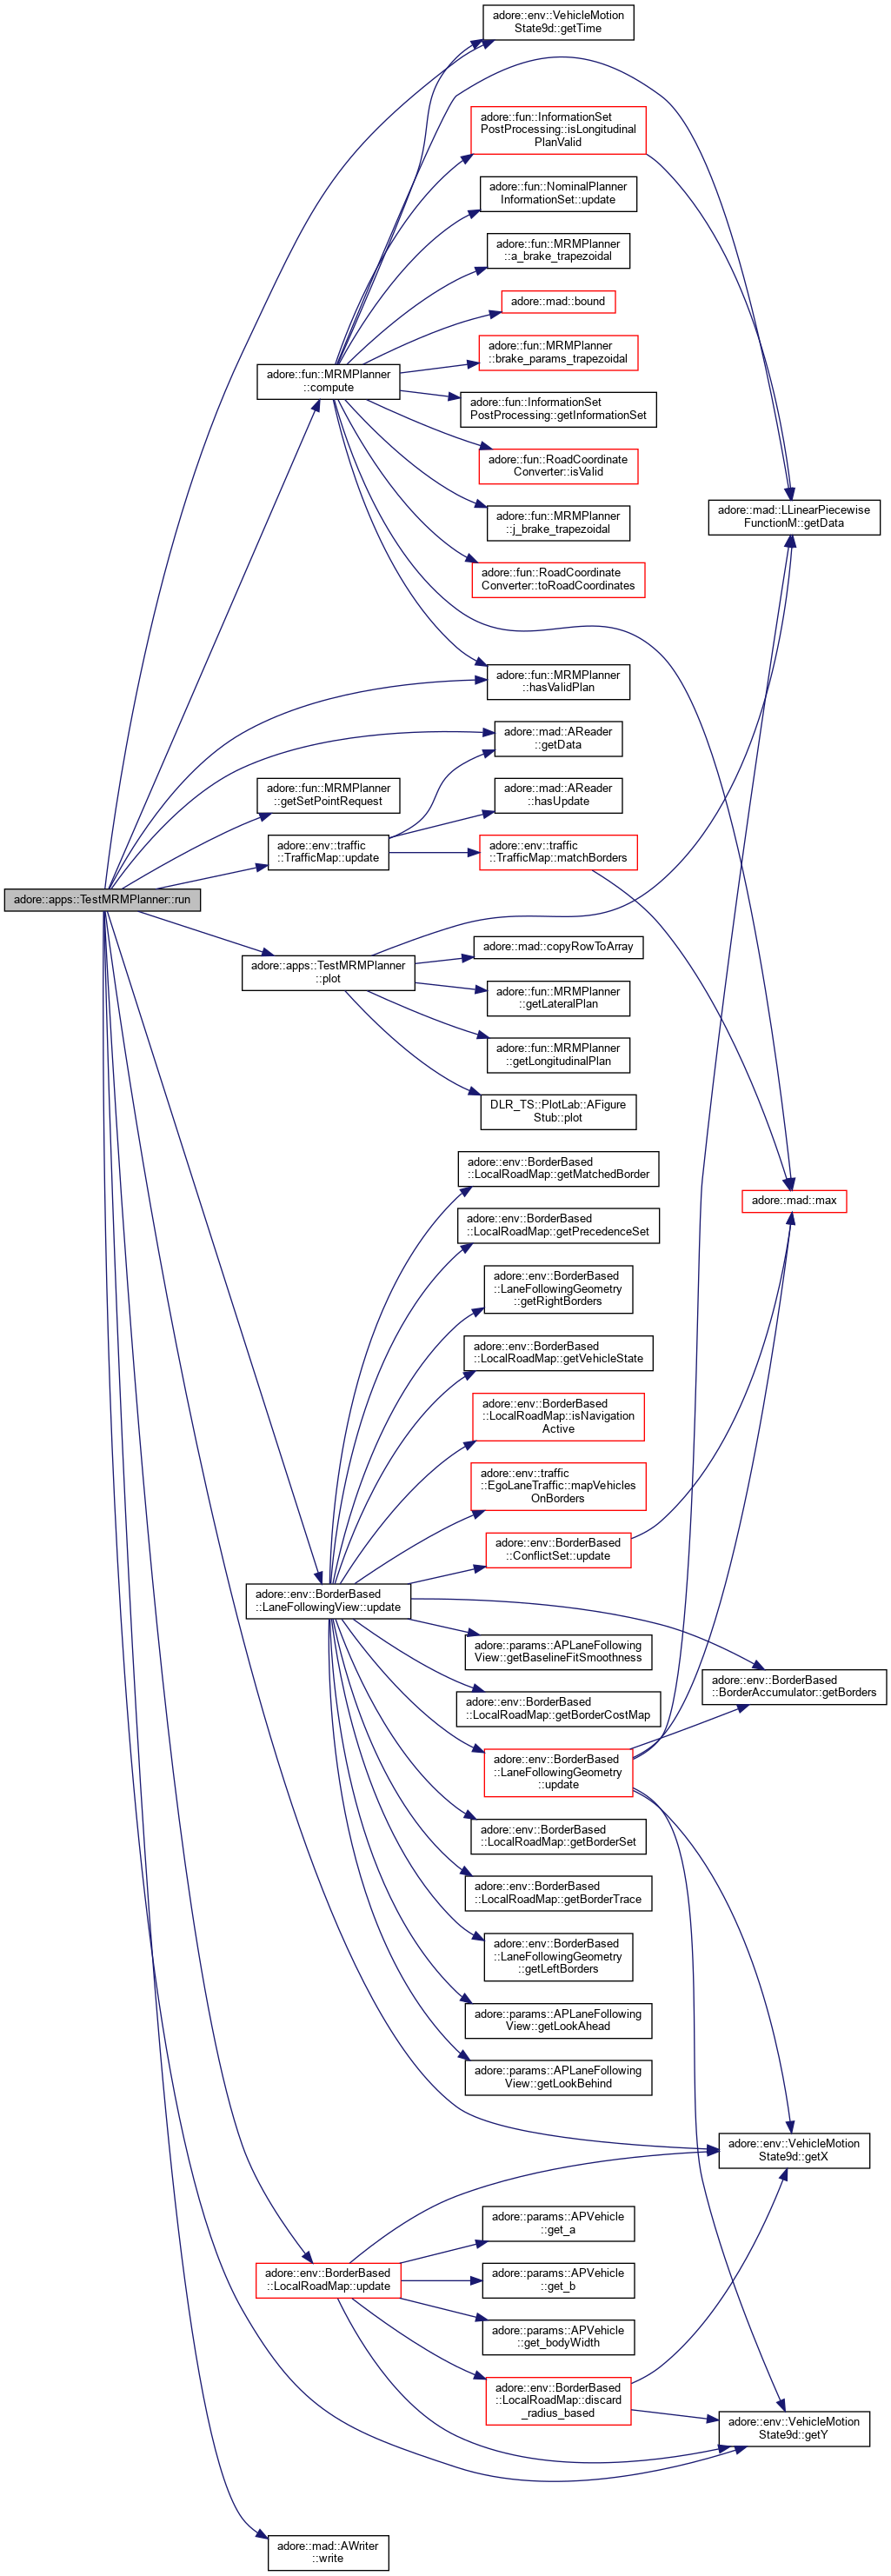 adore::env::VehicleMotion
State9d::getTime
adore::fun::InformationSet
PostProcessing::isLongitudinal
PlanValid
adore::fun::NominalPlanner
InformationSet::update
adore::fun::MRMPlanner
::a_brake_trapezoidal
adore::mad::bound
adore::fun::MRMPlanner
::brake_params_trapezoidal
adore::fun::MRMPlanner
::compute
adore::fun::InformationSet
PostProcessing::getInformationSet
adore::fun::RoadCoordinate
Converter::isValid
adore::mad::LLinearPiecewise
FunctionM::getData
adore::fun::MRMPlanner
::j_brake_trapezoidal
adore::fun::RoadCoordinate
Converter::toRoadCoordinates
adore::fun::MRMPlanner
::hasValidPlan
adore::mad::AReader
::getData
adore::fun::MRMPlanner
::getSetPointRequest
adore::mad::AReader
::hasUpdate
adore::env::traffic
::TrafficMap::update
adore::env::traffic
::TrafficMap::matchBorders
adore::apps::TestMRMPlanner::run
adore::mad::copyRowToArray
adore::apps::TestMRMPlanner
::plot
adore::fun::MRMPlanner
::getLateralPlan
adore::fun::MRMPlanner
::getLongitudinalPlan
DLR_TS::PlotLab::AFigure
Stub::plot
adore::env::BorderBased
::LocalRoadMap::getMatchedBorder
adore::mad::max
adore::env::BorderBased
::LocalRoadMap::getPrecedenceSet
adore::env::BorderBased
::LaneFollowingGeometry
::getRightBorders
adore::env::BorderBased
::LocalRoadMap::getVehicleState
adore::env::BorderBased
::LocalRoadMap::isNavigation
Active
adore::env::traffic
::EgoLaneTraffic::mapVehicles
OnBorders
adore::env::BorderBased
::ConflictSet::update
adore::env::BorderBased
::LaneFollowingView::update
adore::params::APLaneFollowing
View::getBaselineFitSmoothness
adore::env::BorderBased
::BorderAccumulator::getBorders
adore::env::BorderBased
::LocalRoadMap::getBorderCostMap
adore::env::BorderBased
::LaneFollowingGeometry
::update
adore::env::BorderBased
::LocalRoadMap::getBorderSet
adore::env::BorderBased
::LocalRoadMap::getBorderTrace
adore::env::BorderBased
::LaneFollowingGeometry
::getLeftBorders
adore::params::APLaneFollowing
View::getLookAhead
adore::params::APLaneFollowing
View::getLookBehind
adore::env::VehicleMotion
State9d::getX
adore::params::APVehicle
::get_a
adore::env::BorderBased
::LocalRoadMap::update
adore::params::APVehicle
::get_b
adore::params::APVehicle
::get_bodyWidth
adore::env::BorderBased
::LocalRoadMap::discard
_radius_based
adore::env::VehicleMotion
State9d::getY
adore::mad::AWriter
::write